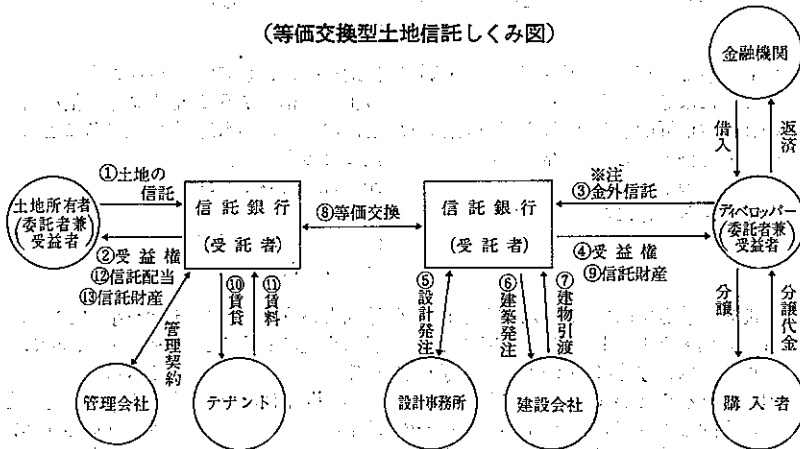 (等価交換型土地信託しくみ図)
金融機関
借入
返済
①土地の
信託
※注
③金外信託
土地所有者
(委託者兼
受益者)
信託銀行
(受託者)
⑧等価交換
信託銀行
(受託者)
ディベロッパー
(委託者兼
受益者)
②受益権
⑫信託配当
⑬信託財産
④受益権
⑨信託財産
管理契約
⑩賃貸
⑪賃料
⑤設計発注
⑥建築発注
⑦建物引渡
分譲
分譲代金
管理会社
テナント
設計事務所
建設会社
購入者